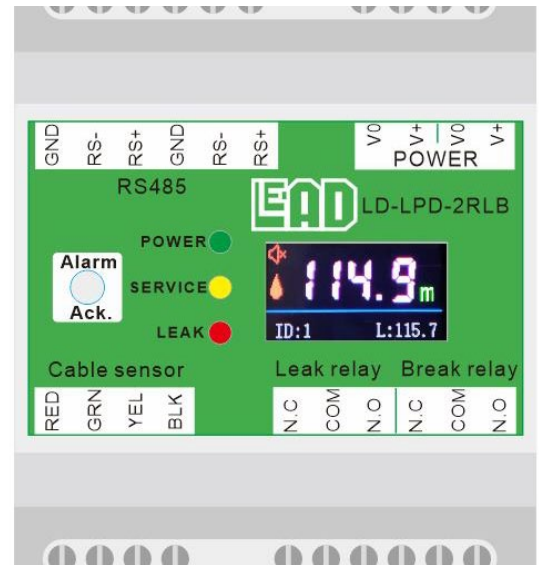 GND RS- RS+ GND RS- RS+ V0 V+ V0 V+
POWER
RS485
LEAD LD-LPD-2RLB
POWER
Alarm
Ack.
SERVICE
LEAK
114.9m
ID:1 L:115.7
Cable sensor Leak relay Break relay
RED GRN YEL BLK N.C COM N.O N.C COM N.O